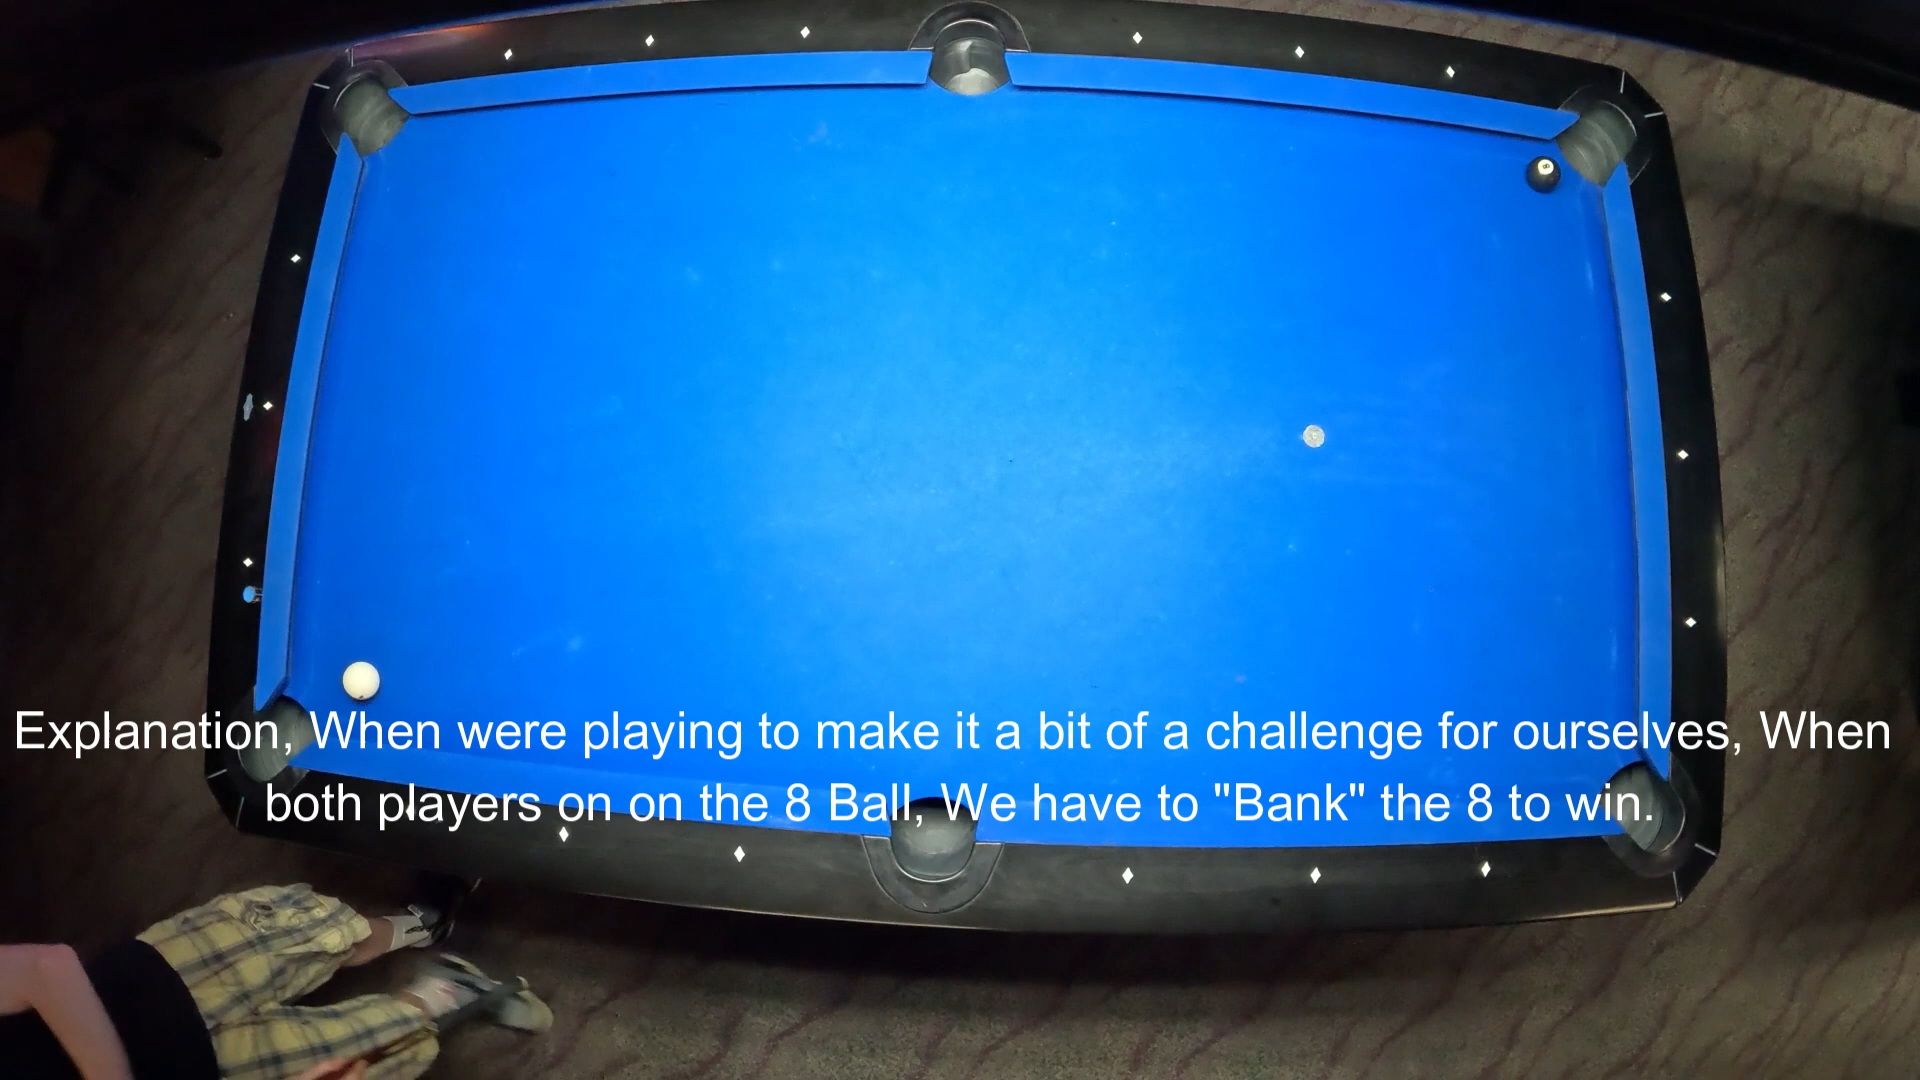 Explanation, When were playing to make it a bit of a challenge for ourselves, When
both players on on the 8 Ball, We have to "Bank" the 8 to win.
8